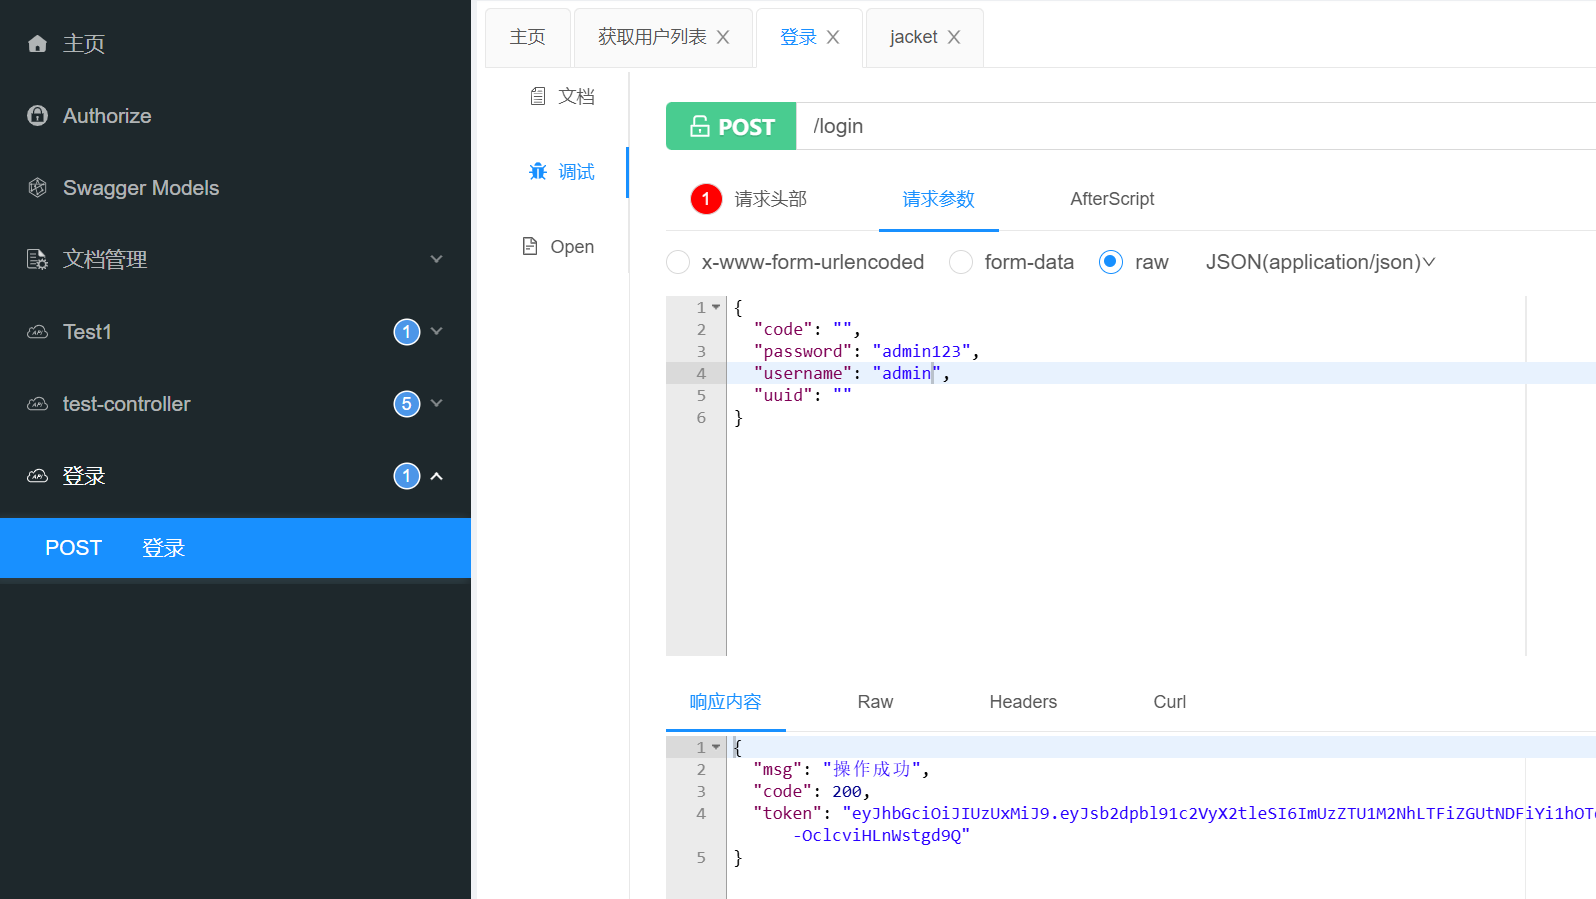 主页
Authorize
Swagger Models
文档管理
Test1 1
test-controller 5
登录 1
POST 登录
主页 获取用户列表 登录 jacket
文档
调试
Open
POST /login
1 请求头部 请求参数 AfterScript
x-www-form-urlencoded form-data raw JSON(application/json)
1 {
2 "code": "",
3 "password": "admin123",
4 "username": "admin",
5 "uuid": ""
6 }
响应内容 Raw Headers Curl
1 {
2 "msg": "操作成功",
3 "code": 200,
4 "token": "eyJhbGciOiJIUzUxMiJ9.eyJsb2dpbl91c2VyX2tleSI6ImUzZTU1M2NhLTFiZGUtNDFiYi1hOT
-OclcviHLnWstgd9Q"
5 }